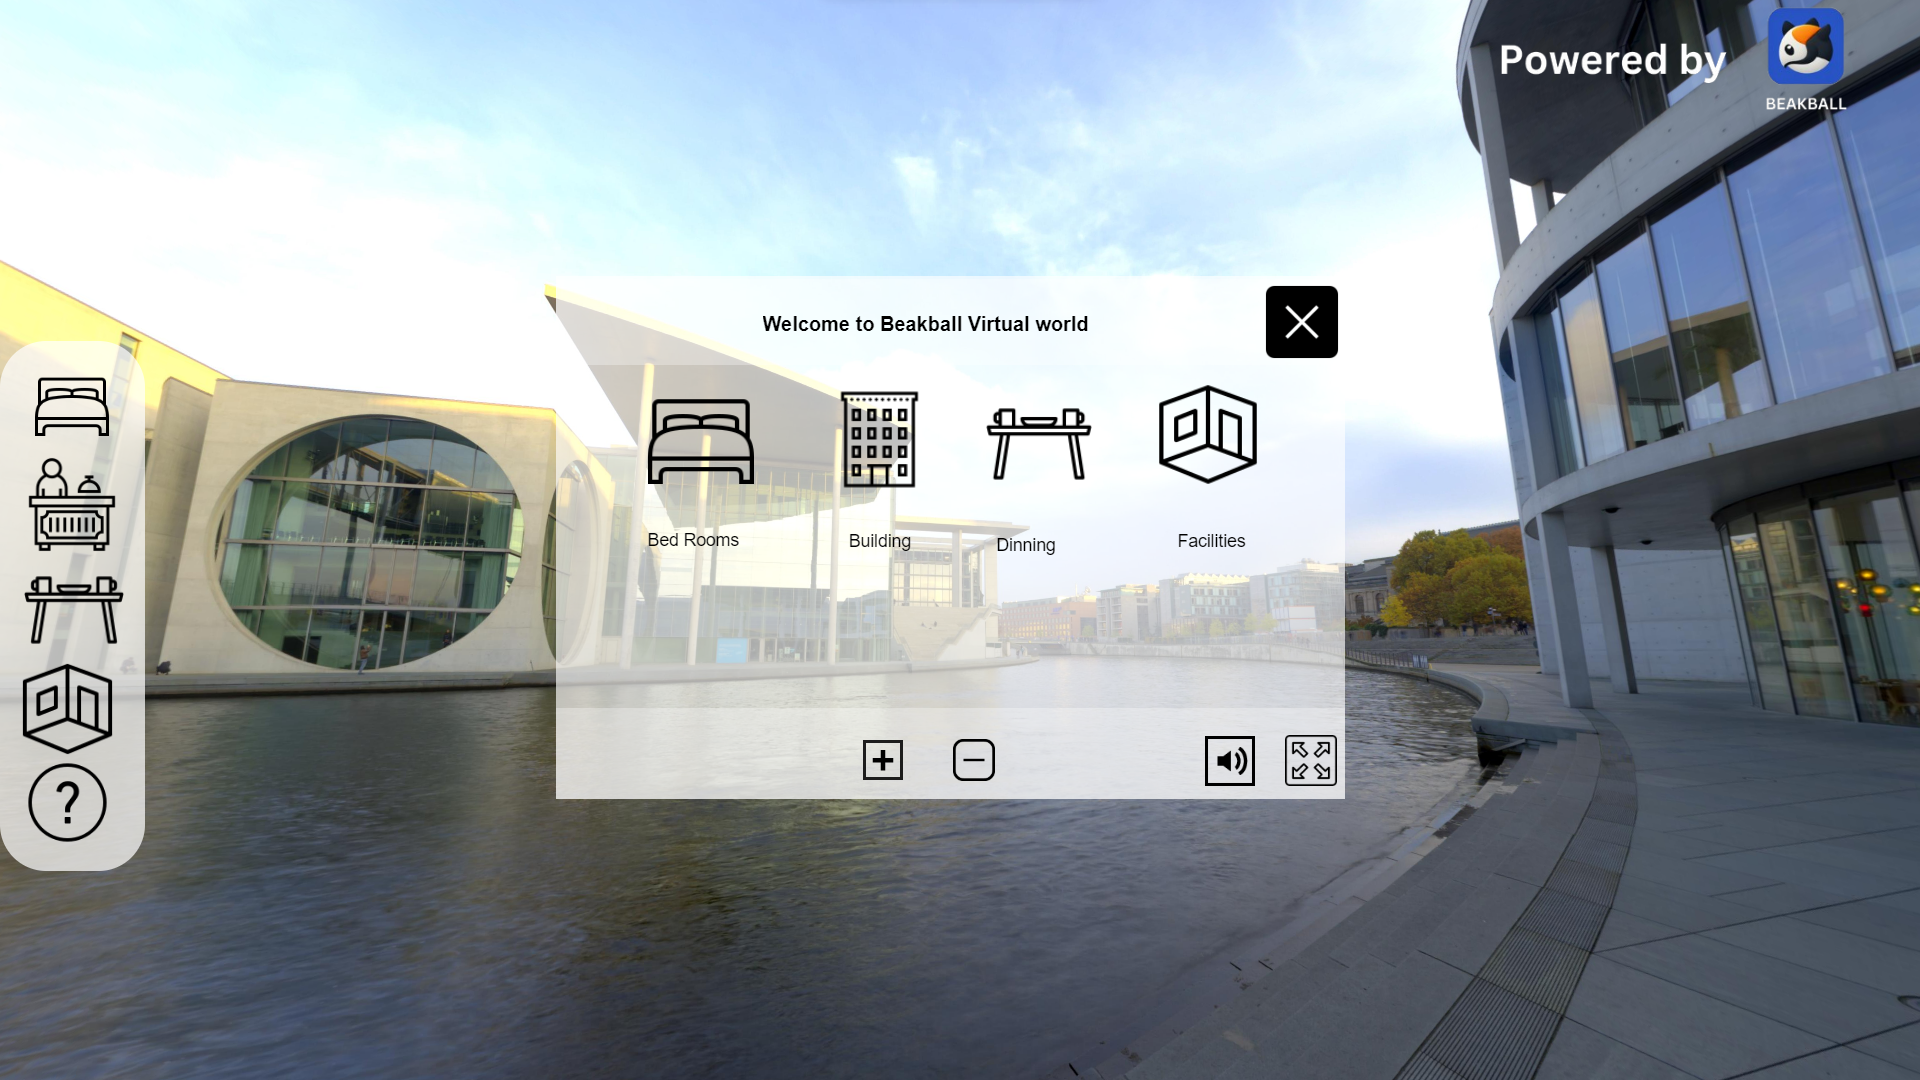 Powered by
BEAKBALL
Welcome to Beakball Virtual world
Bed Rooms
Building
Dinning
Facilities
?